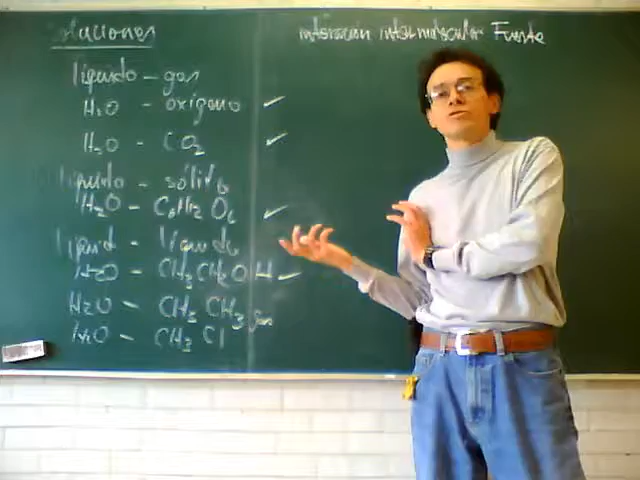 Soluciones
interacción intermolecular Fuerte
líquido - gas
H₂O - oxígeno ✓
H₂O - CO₂ ✓
líquido - sólido
H₂O - C₆H₁₂O₆ ✓
líquido - líquido
H₂O - CH₃CH₂OH ✓
H₂O - CH₃CH₃ gas
H₂O - CH₃Cl